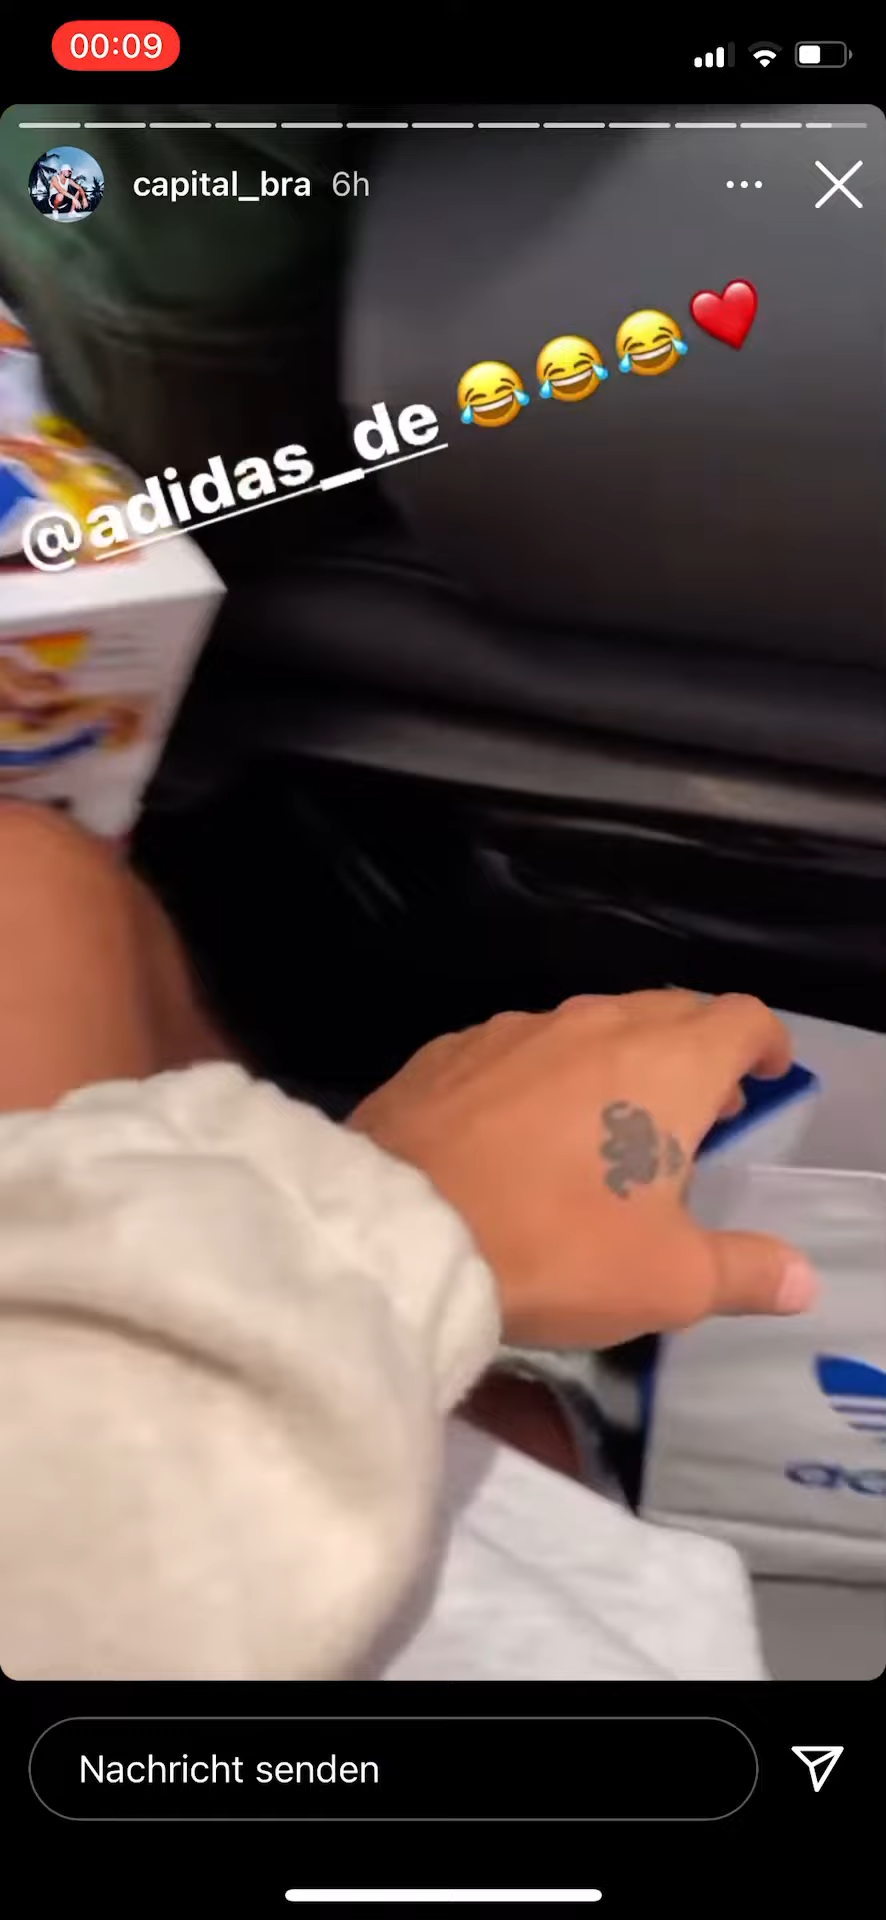 00:09
capital_bra 6h
@adidas_de 😂😂😂❤️
Nachricht senden